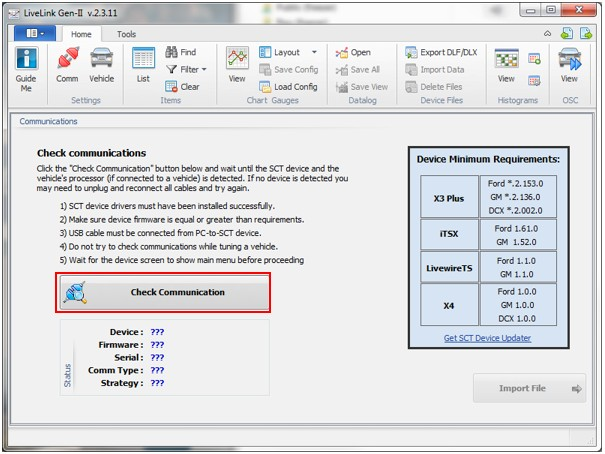 LiveLink Gen-II v.2.3.11
Home
Tools
Guide Me
Comm
Vehicle
Settings
List
Find
Filter
Clear
Items
View
Layout
Save Config
Load Config
Chart Gauges
Open
Save All
Save View
Datalog
Export DLF/DLX
Import Data
Delete Files
Device Files
View
Histograms
View
OSC
Communications
Check communications
Click the "Check Communication" button below and wait until the SCT device and the
vehicle's processor (if connected to a vehicle) is detected. If no device is detected you
may need to unplug and reconnect all cables and try again.
1) SCT device drivers must have been installed successfully.
2) Make sure device firmware is equal or greater than requirements.
3) USB cable must be connected from PC-to-SCT device.
4) Do not try to check communications while tuning a vehicle.
5) Wait for the device screen to show main menu before proceeding
Check Communication
Status
Device : ???
Firmware : ???
Serial : ???
Comm Type : ???
Strategy : ???
Device Minimum Requirements:
X3 Plus
Ford *.2.153.0
GM *.2.136.0
DCX *.2.002.0
iTSX
Ford 1.61.0
GM 1.52.0
LivewireTS
Ford 1.1.0
GM 1.1.0
X4
Ford 1.0.0
GM 1.0.0
DCX 1.0.0
Get SCT Device Updater
Import File